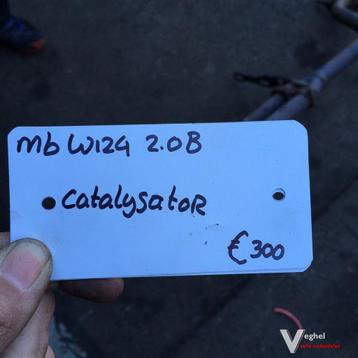 Mb W124 2.0B
Catalysator
€300
Veghel